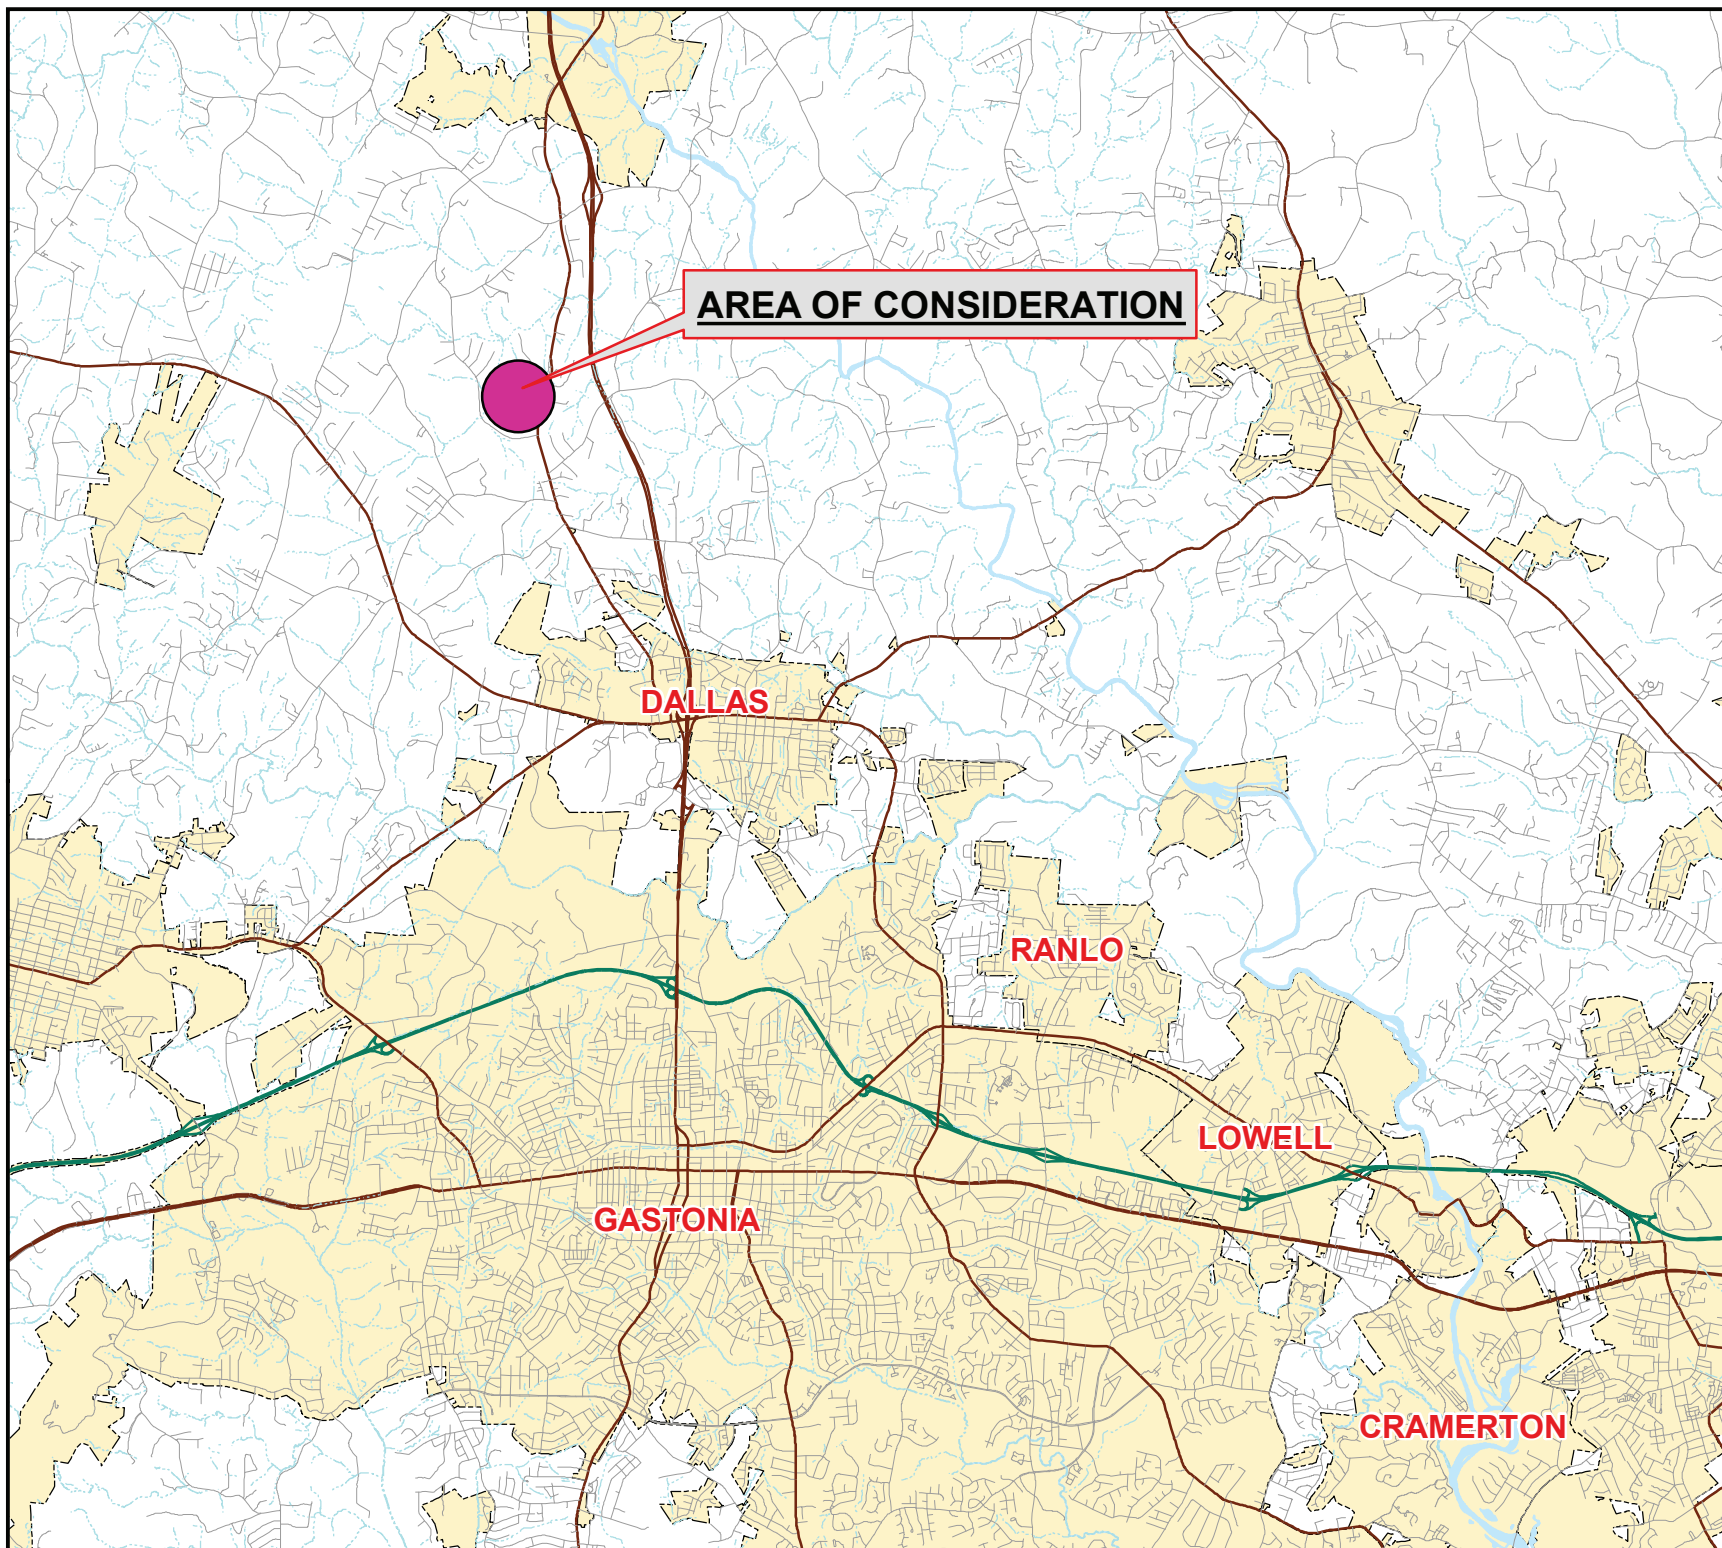 AREA OF CONSIDERATION
DALLAS
RANLO
LOWELL
GASTONIA
CRAMERTON